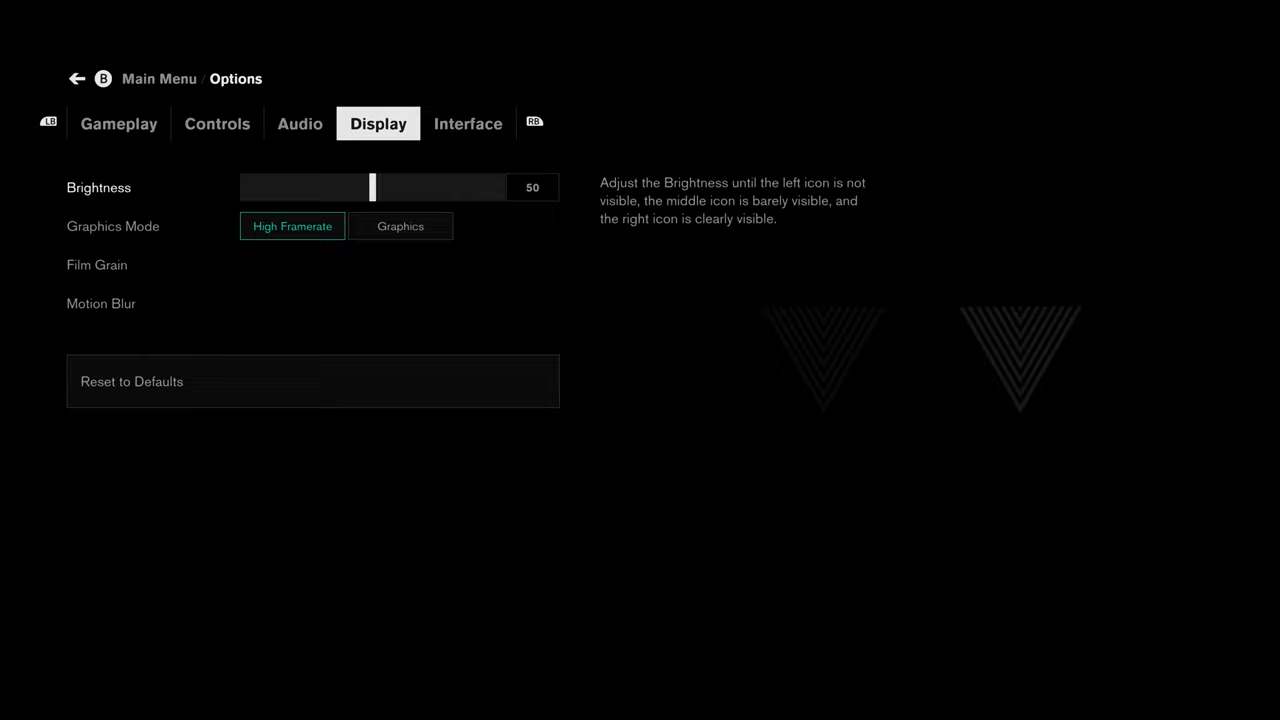 B Main Menu / Options
LB Gameplay Controls Audio Display Interface RB
Brightness 50
Graphics Mode High Framerate Graphics
Film Grain
Motion Blur
Reset to Defaults
Adjust the Brightness until the left icon is not
visible, the middle icon is barely visible, and
the right icon is clearly visible.